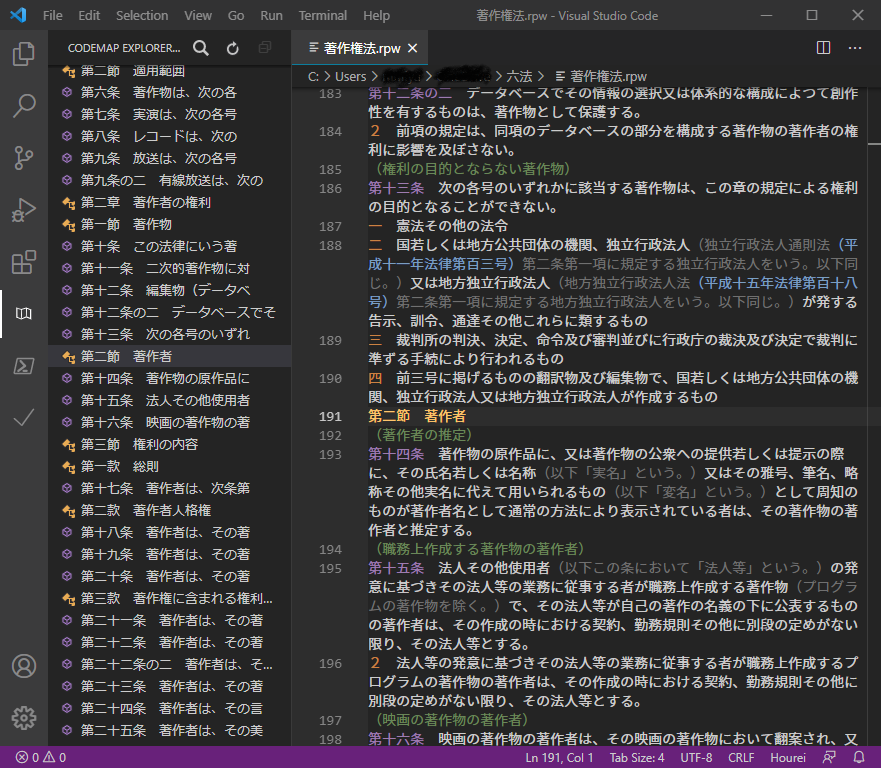 File Edit Selection View Go Run Terminal Help 著作権法.rpw - Visual Studio Code
CODEMAP EXPLORER...
第二節　適用範囲
第六条　著作物は、次の各
第七条　実演は、次の各号
第八条　レコードは、次の
第九条　放送は、次の各号
第九条の二　有線放送は、次の
第二章　著作者の権利
第一節　著作物
第十条　この法律にいう著
第十一条　二次的著作物に対
第十二条　編集物（データベ
第十二条の二　データベースでそ
第十三条　次の各号のいずれ
第二節　著作者
第十四条　著作物の原作品に
第十五条　法人その他使用者
第十六条　映画の著作物の著
第三節　権利の内容
第一款　総則
第十七条　著作者は、次条第
第二款　著作者人格権
第十八条　著作者は、その著
第十九条　著作者は、その著
第二十条　著作者は、その著
第三款　著作権に含まれる権利...
第二十一条　著作者は、その著
第二十二条　著作者は、その著
第二十二条の二　著作者は、そ...
第二十三条　著作者は、その著
第二十四条　著作者は、その言
第二十五条　著作者は、その美
著作権法.rpw
C: > Users > > > 六法 > 著作権法.rpw
183 第十二条の二　データベースでその情報の選択又は体系的な構成によつて創作
性を有するものは、著作物として保護する。
184 ２　前項の規定は、同項のデータベースの部分を構成する著作物の著作者の権
利に影響を及ぼさない。
185 （権利の目的とならない著作物）
186 第十三条　次の各号のいずれかに該当する著作物は、この章の規定による権利
の目的となることができない。
187 一　憲法その他の法令
188 二　国若しくは地方公共団体の機関、独立行政法人（独立行政法人通則法（平
成十一年法律第百三号）第二条第一項に規定する独立行政法人をいう。以下同
じ。）又は地方独立行政法人（地方独立行政法人法（平成十五年法律第百十八
号）第二条第一項に規定する地方独立行政法人をいう。以下同じ。）が発する
告示、訓令、通達その他これらに類するもの
189 三　裁判所の判決、決定、命令及び審判並びに行政庁の裁決及び決定で裁判に
準ずる手続により行われるもの
190 四　前三号に掲げるものの翻訳物及び編集物で、国若しくは地方公共団体の機
関、独立行政法人又は地方独立行政法人が作成するもの
191 第二節　著作者
192 （著作者の推定）
193 第十四条　著作物の原作品に、又は著作物の公衆への提供若しくは提示の際
に、その氏名若しくは名称（以下「実名」という。）又はその雅号、筆名、略
称その他実名に代えて用いられるもの（以下「変名」という。）として周知の
ものが著作者名として通常の方法により表示されている者は、その著作物の著
作者と推定する。
194 （職務上作成する著作物の著作者）
195 第十五条　法人その他使用者（以下この条において「法人等」という。）の発
意に基づきその法人等の業務に従事する者が職務上作成する著作物（プログラ
ムの著作物を除く。）で、その法人等が自己の著作の名義の下に公表するもの
の著作者は、その作成の時における契約、勤務規則その他に別段の定めがない
限り、その法人等とする。
196 ２　法人等の発意に基づきその法人等の業務に従事する者が職務上作成するプ
ログラムの著作物の著作者は、その作成の時における契約、勤務規則その他に
別段の定めがない限り、その法人等とする。
197 （映画の著作物の著作者）
198 第十六条　映画の著作物の著作者は、その映画の著作物において翻案され、又
0 0 Ln 191, Col 1 Tab Size: 4 UTF-8 CRLF Hourei